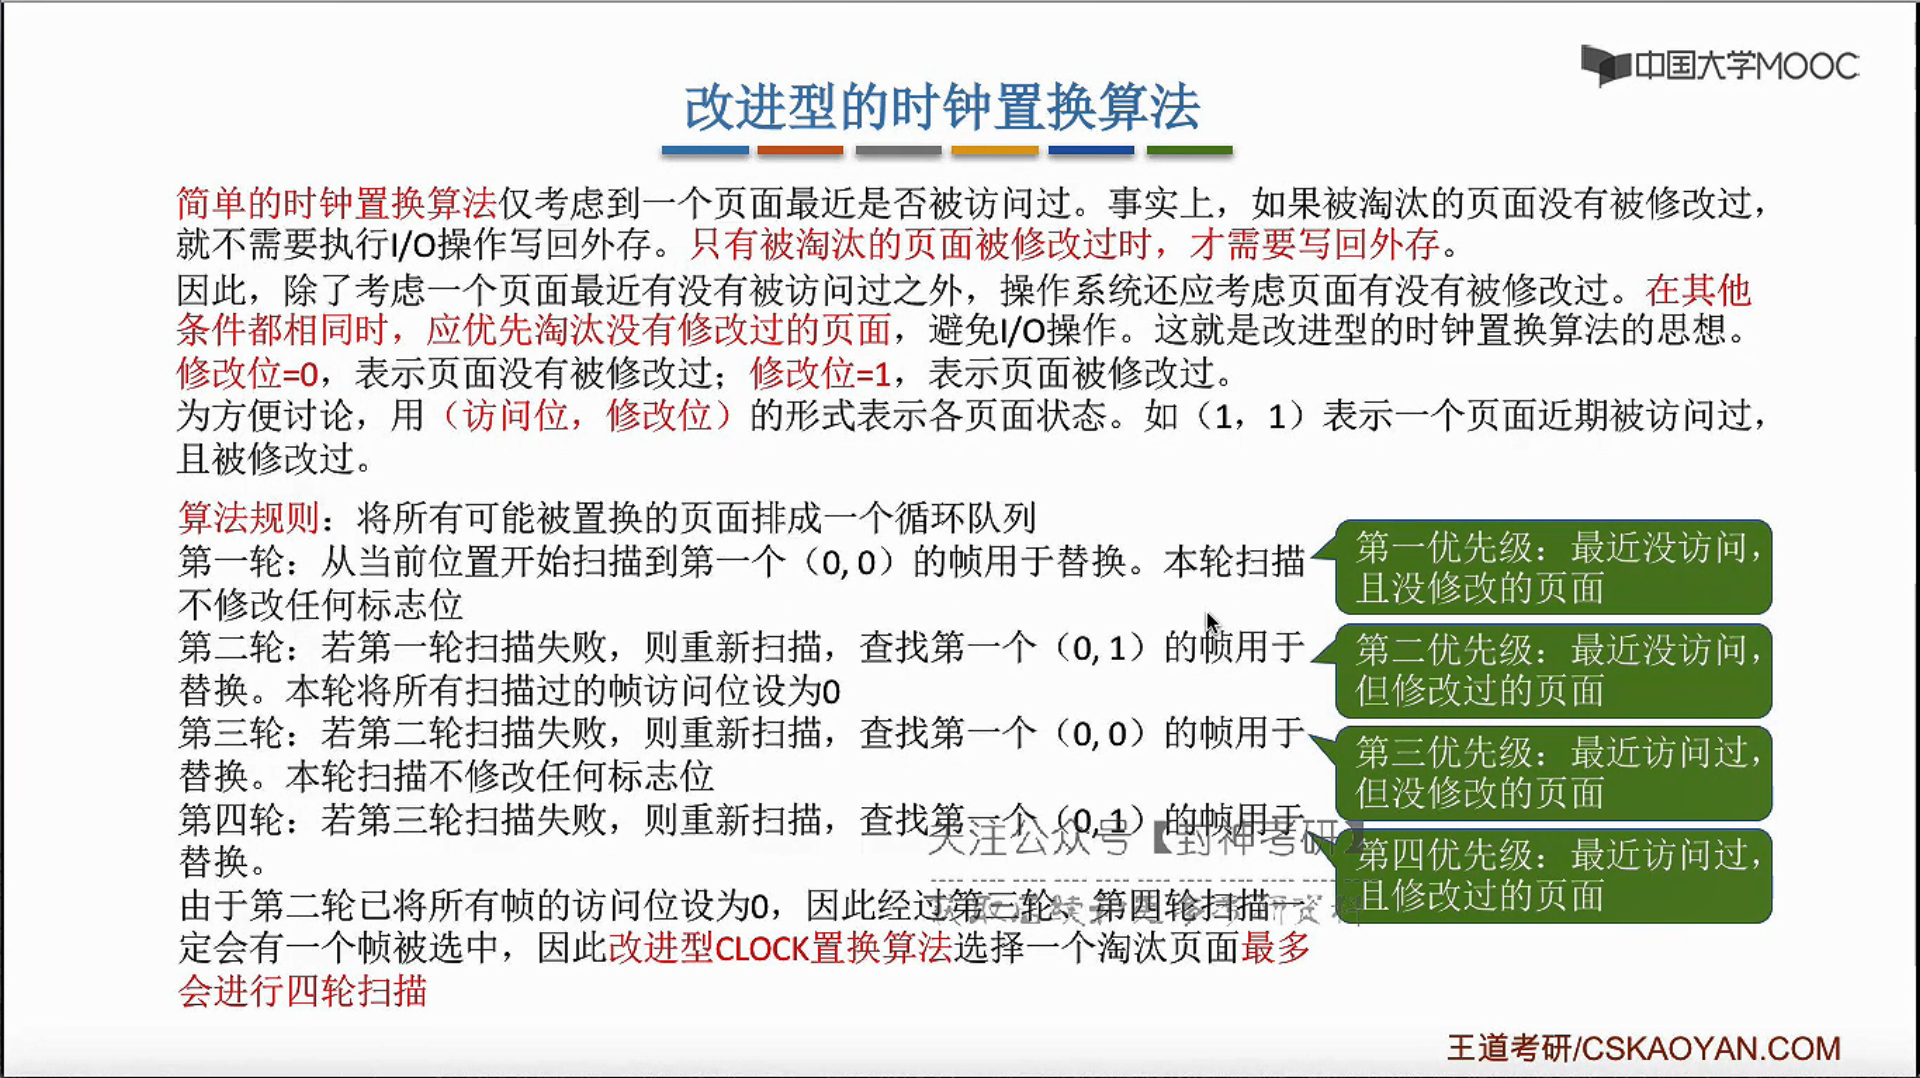 中国大学MOOC
改进型的时钟置换算法
简单的时钟置换算法仅考虑到一个页面最近是否被访问过。事实上，如果被淘汰的页面没有被修改过，
就不需要执行I/O操作写回外存。只有被淘汰的页面被修改过时，才需要写回外存。
因此，除了考虑一个页面最近有没有被访问过之外，操作系统还应考虑页面有没有被修改过。在其他
条件都相同时，应优先淘汰没有修改过的页面，避免I/O操作。这就是改进型的时钟置换算法的思想。
修改位=0，表示页面没有被修改过；修改位=1，表示页面被修改过。
为方便讨论，用（访问位，修改位）的形式表示各页面状态。如（1，1）表示一个页面近期被访问过，
且被修改过。
算法规则：将所有可能被置换的页面排成一个循环队列
第一轮：从当前位置开始扫描到第一个（0, 0）的帧用于替换。本轮扫描
不修改任何标志位
第二轮：若第一轮扫描失败，则重新扫描，查找第一个（0, 1）的帧用于
替换。本轮将所有扫描过的帧访问位设为0
第三轮：若第二轮扫描失败，则重新扫描，查找第一个（0, 0）的帧用于
替换。本轮扫描不修改任何标志位
第四轮：若第三轮扫描失败，则重新扫描，查找第一个（0, 1）的帧用于
替换。
由于第二轮已将所有帧的访问位设为0，因此经过第三轮、第四轮扫描一
定会有一个帧被选中，因此改进型CLOCK置换算法选择一个淘汰页面最多
会进行四轮扫描
第一优先级：最近没访问，
且没修改的页面
第二优先级：最近没访问，
但修改过的页面
第三优先级：最近访问过，
但没修改的页面
第四优先级：最近访问过，
且修改过的页面
关注公众号【封神考研】
王道考研/CSKAOYAN.COM